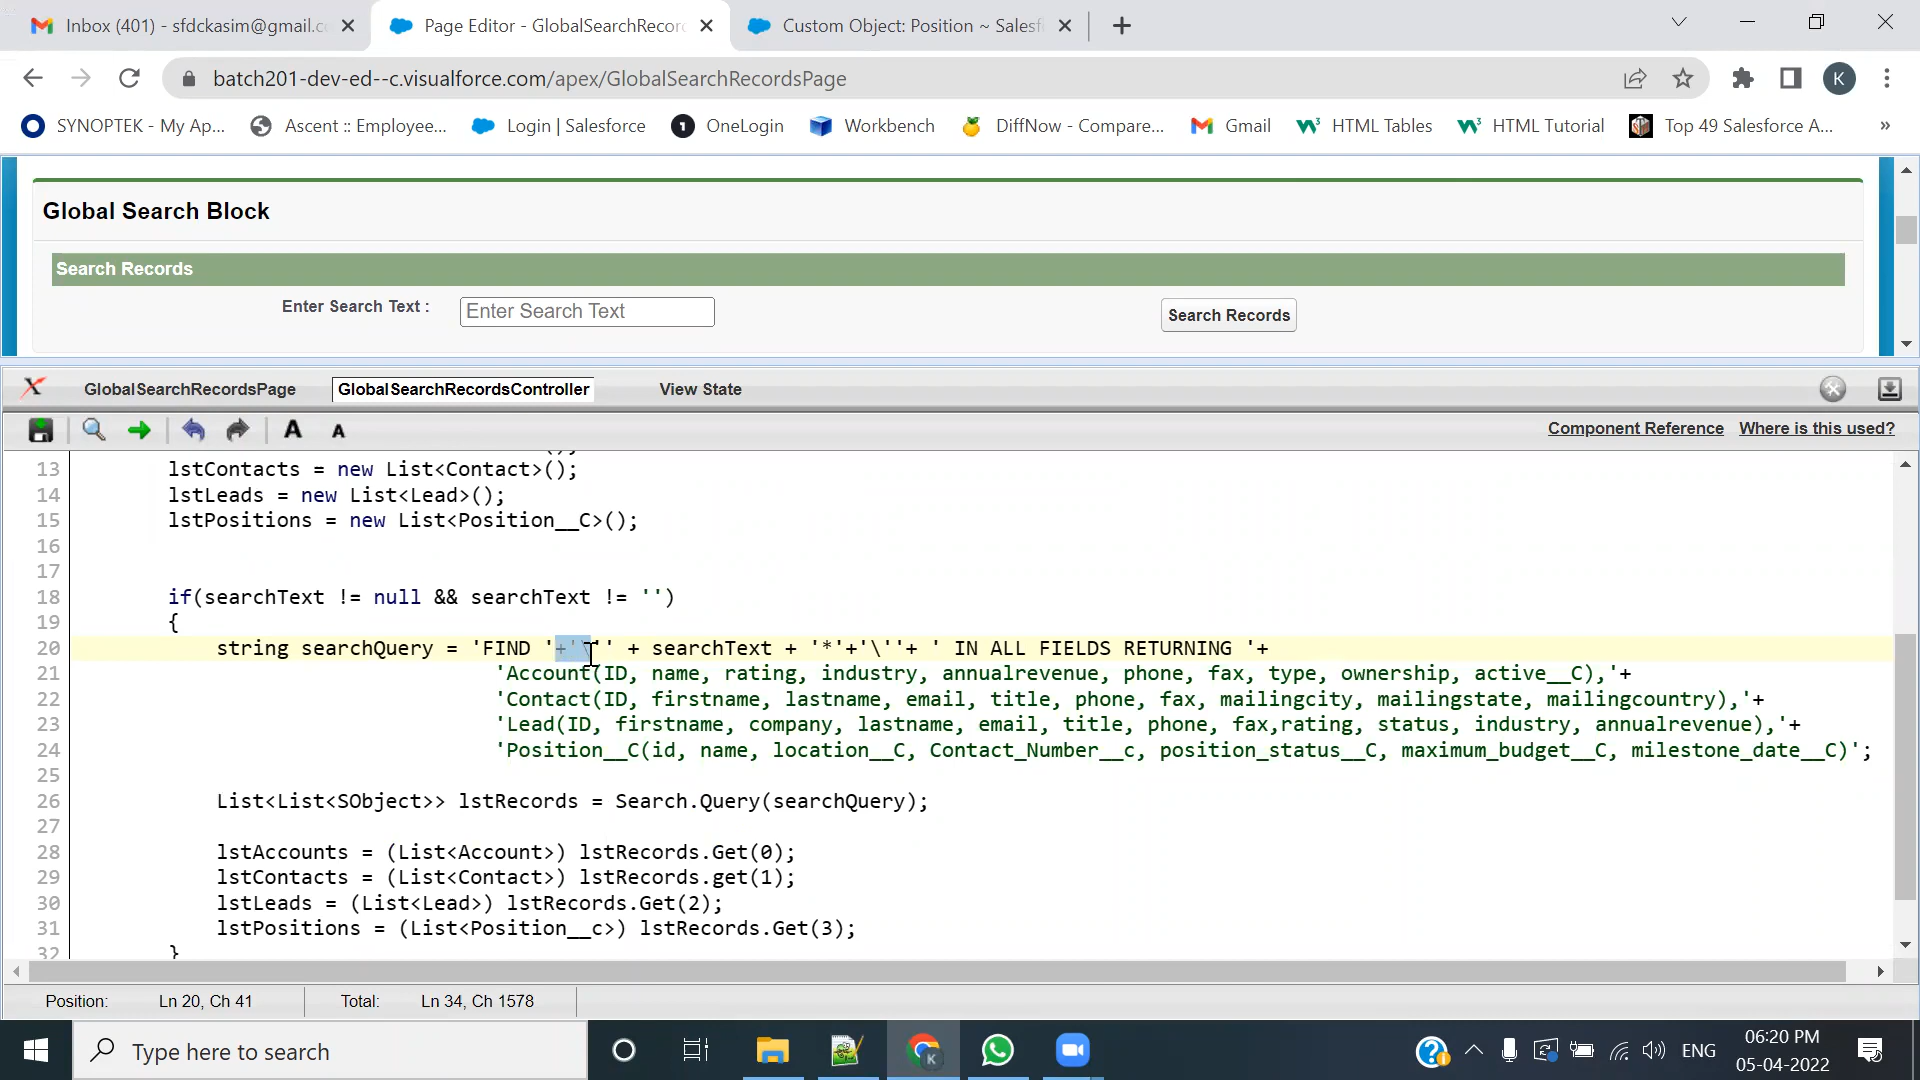 Inbox (401) - sfdckasim@gmail.c
Page Editor - GlobalSearchRecor
Custom Object: Position ~ Salesf
batch201-dev-ed--c.visualforce.com/apex/GlobalSearchRecordsPage
K
SYNOPTEK - My Ap...
Ascent :: Employee...
Login | Salesforce
OneLogin
Workbench
DiffNow - Compare...
Gmail
HTML Tables
HTML Tutorial
Top 49 Salesforce A...
»
Global Search Block
Search Records
Enter Search Text :
Enter Search Text
Search Records
GlobalSearchRecordsPage
GlobalSearchRecordsController
View State
A
A
Component Reference
Where is this used?
13 lstContacts = new List<Contact>();
14 lstLeads = new List<Lead>();
15 lstPositions = new List<Position__C>();
16
17
18 if(searchText != null && searchText != '')
19 {
20 string searchQuery = 'FIND '+'\'' + searchText + '*'+'\''+ ' IN ALL FIELDS RETURNING '+
21 'Account(ID, name, rating, industry, annualrevenue, phone, fax, type, ownership, active__C),'+
22 'Contact(ID, firstname, lastname, email, title, phone, fax, mailingcity, mailingstate, mailingcountry),'+
23 'Lead(ID, firstname, company, lastname, email, title, phone, fax,rating, status, industry, annualrevenue),'+
24 'Position__C(id, name, location__C, Contact_Number__c, position_status__C, maximum_budget__C, milestone_date__C)';
25
26 List<List<SObject>> lstRecords = Search.Query(searchQuery);
27
28 lstAccounts = (List<Account>) lstRecords.Get(0);
29 lstContacts = (List<Contact>) lstRecords.get(1);
30 lstLeads = (List<Lead>) lstRecords.Get(2);
31 lstPositions = (List<Position__c>) lstRecords.Get(3);
32 }
Position: Ln 20, Ch 41
Total: Ln 34, Ch 1578
Type here to search
ENG
06:20 PM
05-04-2022